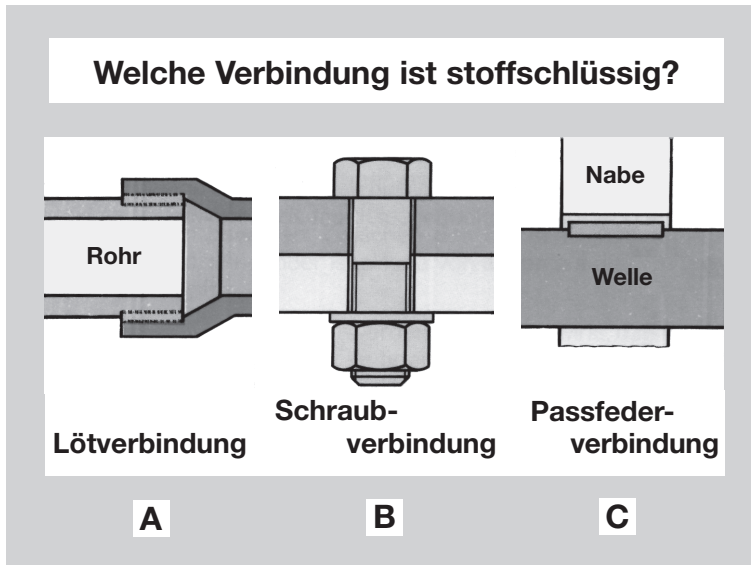 Welche Verbindung ist stoffschlüssig?
Rohr
Nabe
Welle
Lötverbindung
Schraub-
verbindung
Passfeder-
verbindung
A
B
C